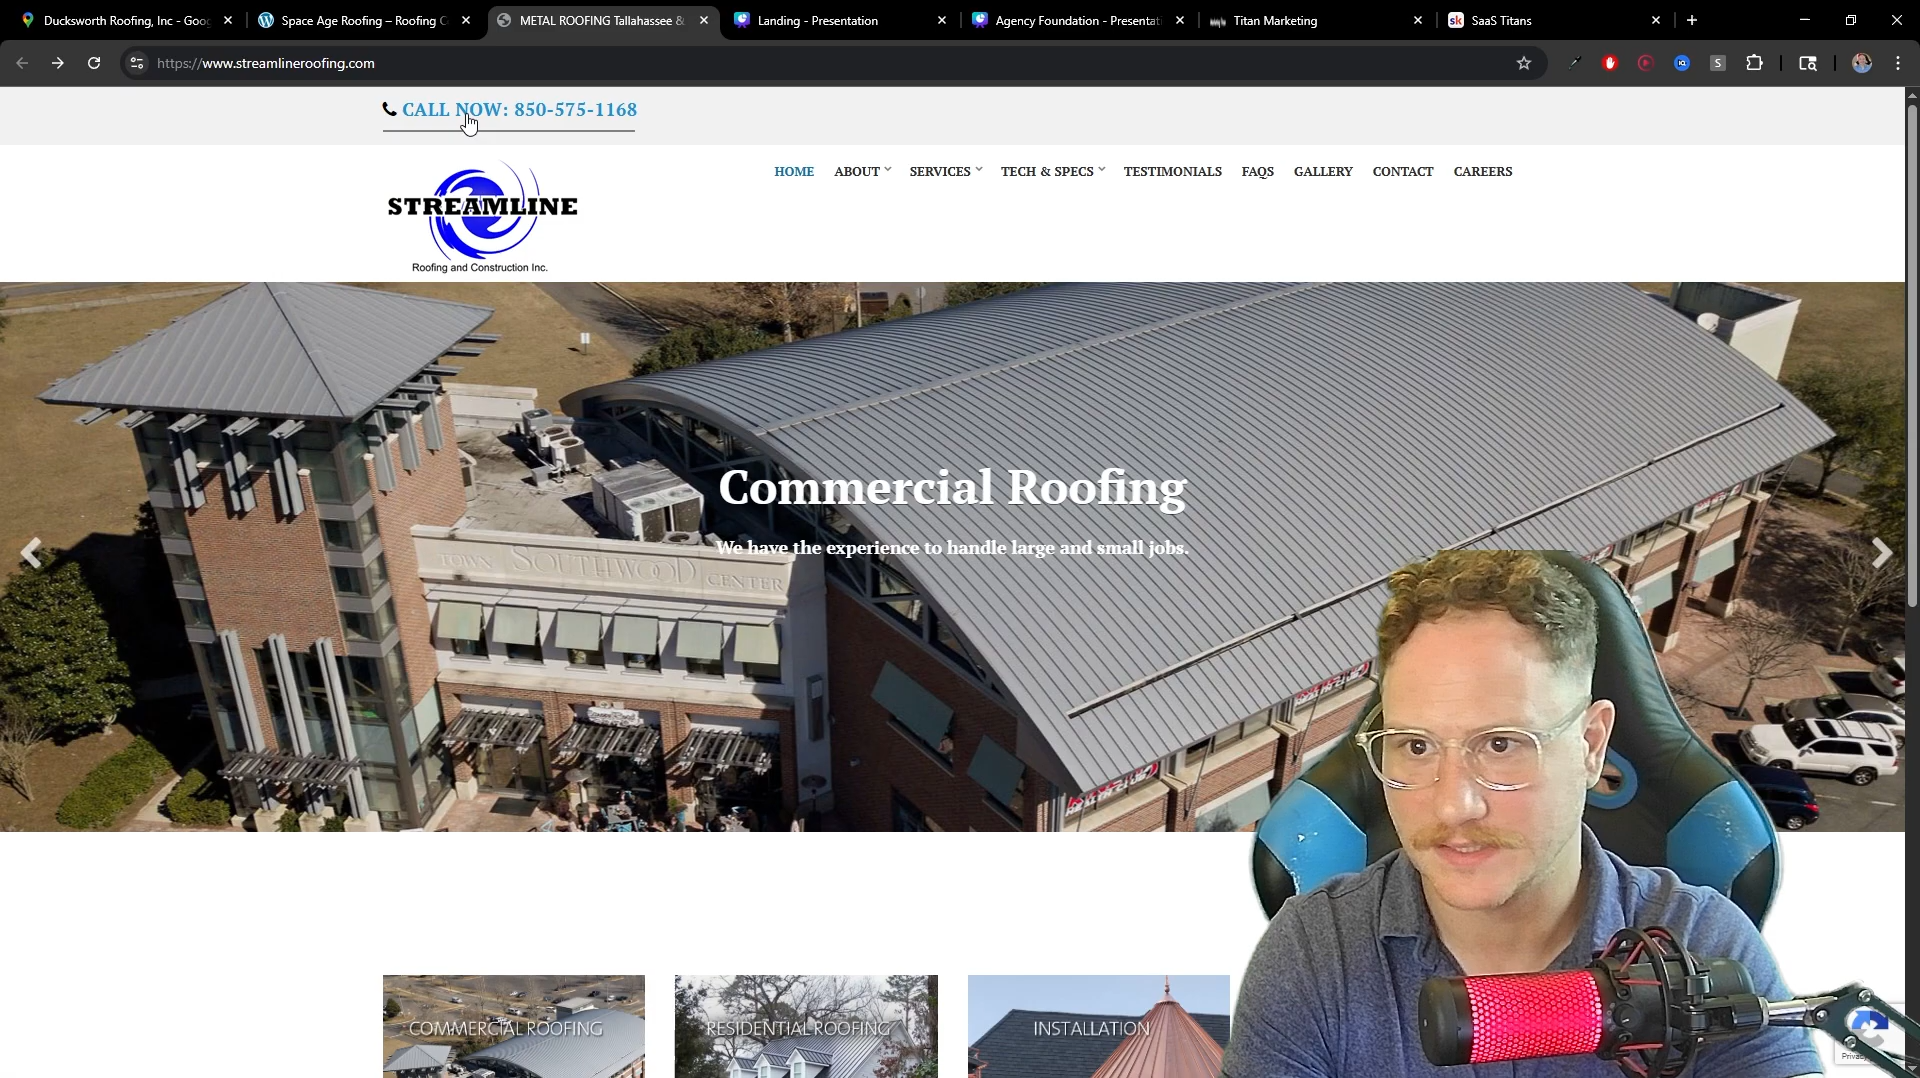 Ducksworth Roofing, Inc - Goo
Space Age Roofing – Roofing C
METAL ROOFING Tallahassee &
Landing - Presentation
Agency Foundation - Presentati
Titan Marketing
sk SaaS Titans
https://www.streamlineroofing.com
CALL NOW: 850-575-1168
STREAMLINE
Roofing and Construction Inc.
HOME ABOUT SERVICES TECH & SPECS TESTIMONIALS FAQS GALLERY CONTACT CAREERS
Commercial Roofing
We have the experience to handle large and small jobs.
TOWN SOUTHWOOD CENTER
COMMERCIAL ROOFING
RESIDENTIAL ROOFING
INSTALLATION